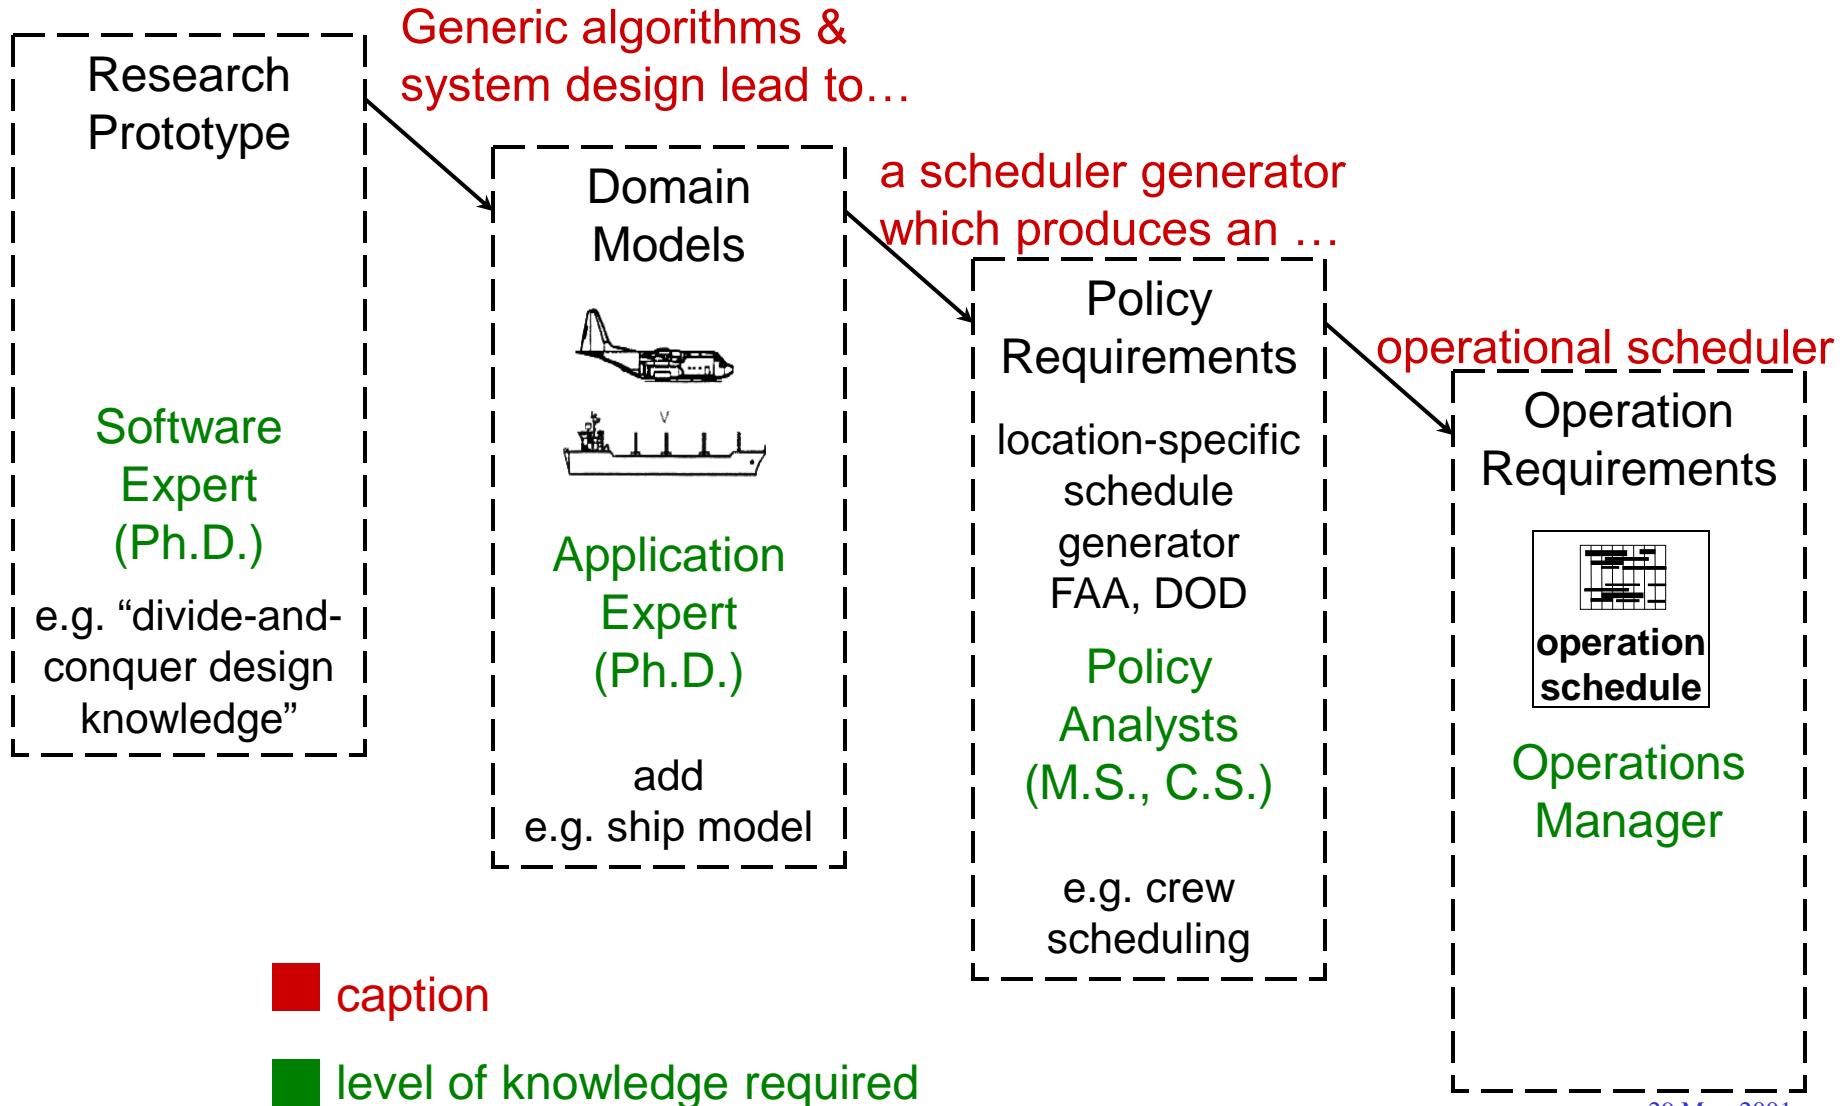 Generic algorithms &
system design lead to…
Research
Prototype
Software
Expert
(Ph.D.)
e.g. “divide-and-
conquer design
knowledge”
a scheduler generator
which produces an …
Domain
Models
Application
Expert
(Ph.D.)
add
e.g. ship model
operational scheduler
Policy
Requirements
location-specific
schedule
generator
FAA, DOD
Policy
Analysts
(M.S., C.S.)
e.g. crew
scheduling
Operation
Requirements
operation
schedule
Operations
Manager
caption
level of knowledge required